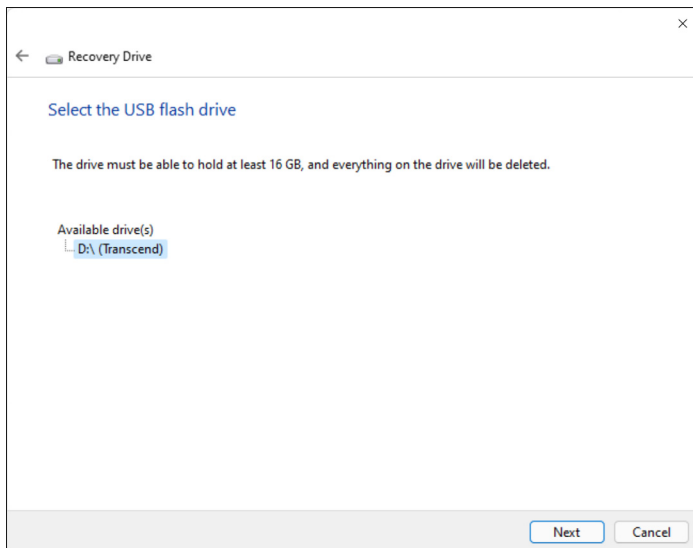 Recovery Drive
Select the USB flash drive
The drive must be able to hold at least 16 GB, and everything on the drive will be deleted.
Available drive(s)
D:\ (Transcend)
Next Cancel